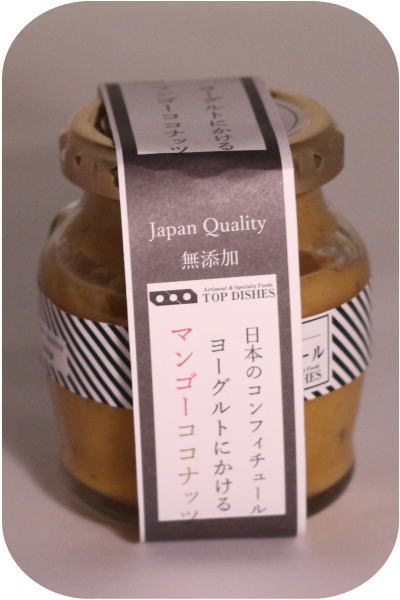 ヨーグルトにかける
マンゴーココナッツ
Japan Quality
無添加
Artisanal & Specialty Foods
TOP DISHES
日本のコンフィチュール
ヨーグルトにかける
マンゴーココナッツ
ール
HES